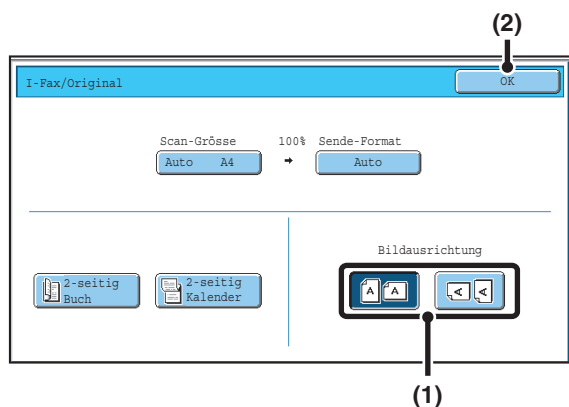 (2)
I-Fax/Original
OK
Scan-Grösse 100% Sende-Format
Auto A4 → Auto
Bildausrichtung
2-seitig
Buch
2-seitig
Kalender
A A A A
(1)